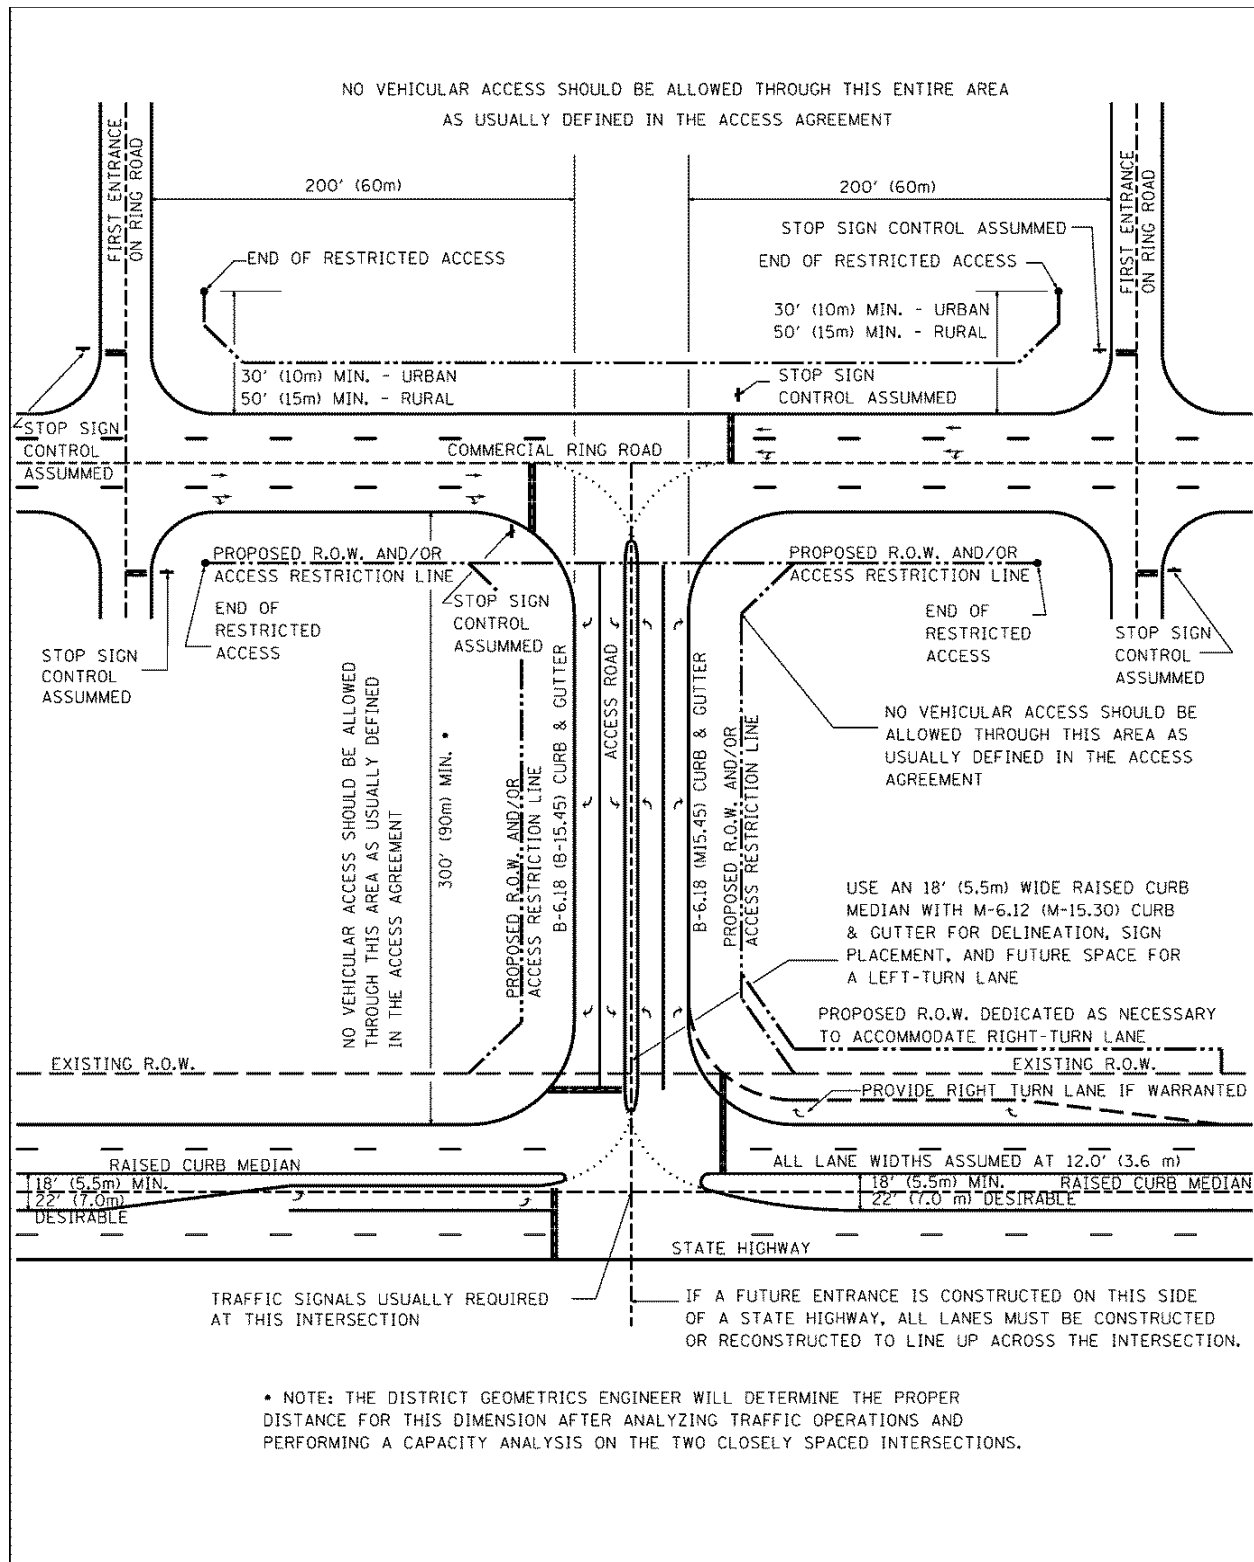 NO VEHICULAR ACCESS SHOULD BE ALLOWED THROUGH THIS ENTIRE AREA
AS USUALLY DEFINED IN THE ACCESS AGREEMENT
FIRST ENTRANCE
ON RING ROAD
200' (60m)
200' (60m)
FIRST ENTRANCE
ON RING ROAD
STOP SIGN CONTROL ASSUMMED
END OF RESTRICTED ACCESS
END OF RESTRICTED ACCESS
30' (10m) MIN. - URBAN
50' (15m) MIN. - RURAL
30' (10m) MIN. - URBAN
50' (15m) MIN. - RURAL
STOP SIGN
CONTROL ASSUMMED
STOP SIGN
CONTROL
ASSUMMED
COMMERCIAL RING ROAD
PROPOSED R.O.W. AND/OR
ACCESS RESTRICTION LINE
PROPOSED R.O.W. AND/OR
ACCESS RESTRICTION LINE
END OF
RESTRICTED
ACCESS
STOP SIGN
CONTROL
ASSUMMED
END OF
RESTRICTED
ACCESS
STOP SIGN
CONTROL
ASSUMMED
STOP SIGN
CONTROL
ASSUMMED
NO VEHICULAR ACCESS SHOULD BE ALLOWED
THROUGH THIS AREA AS USUALLY DEFINED
IN THE ACCESS AGREEMENT
300' (90m) MIN. •
PROPOSED R.O.W. AND/OR
ACCESS RESTRICTION LINE
B-6.18 (B-15.45) CURB & GUTTER
ACCESS ROAD
B-6.18 (M15.45) CURB & GUTTER
PROPOSED R.O.W. AND/OR
ACCESS RESTRICTION LINE
NO VEHICULAR ACCESS SHOULD BE
ALLOWED THROUGH THIS AREA AS
USUALLY DEFINED IN THE ACCESS
AGREEMENT
USE AN 18' (5.5m) WIDE RAISED CURB
MEDIAN WITH M-6.12 (M-15.30) CURB
& GUTTER FOR DELINEATION, SIGN
PLACEMENT, AND FUTURE SPACE FOR
A LEFT-TURN LANE
PROPOSED R.O.W. DEDICATED AS NECESSARY
TO ACCOMMODATE RIGHT-TURN LANE
EXISTING R.O.W.
EXISTING R.O.W.
PROVIDE RIGHT TURN LANE IF WARRANTED
RAISED CURB MEDIAN
ALL LANE WIDTHS ASSUMED AT 12.0' (3.6 m)
18' (5.5m) MIN.
22' (7.0m)
DESIRABLE
18' (5.5m) MIN.
RAISED CURB MEDIAN
22' (7.0 m) DESIRABLE
STATE HIGHWAY
TRAFFIC SIGNALS USUALLY REQUIRED
AT THIS INTERSECTION
IF A FUTURE ENTRANCE IS CONSTRUCTED ON THIS SIDE
OF A STATE HIGHWAY, ALL LANES MUST BE CONSTRUCTED
OR RECONSTRUCTED TO LINE UP ACROSS THE INTERSECTION.
• NOTE: THE DISTRICT GEOMETRICS ENGINEER WILL DETERMINE THE PROPER
DISTANCE FOR THIS DIMENSION AFTER ANALYZING TRAFFIC OPERATIONS AND
PERFORMING A CAPACITY ANALYSIS ON THE TWO CLOSELY SPACED INTERSECTIONS.